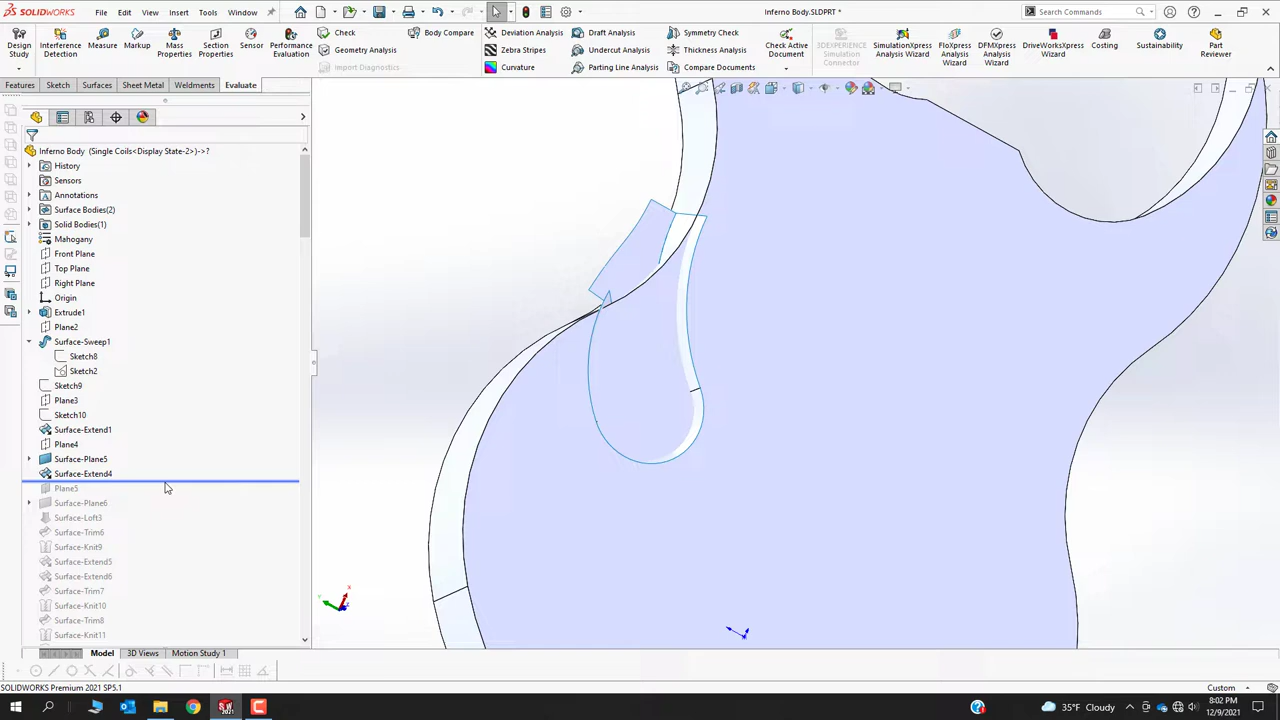 SOLIDWORKS File Edit View Insert Tools Window Inferno Body.SLDPRT * Search Commands
Design Study
Interference Detection
Measure
Markup
Mass Properties
Section Properties
Sensor
Performance Evaluation
Check
Geometry Analysis
Import Diagnostics
Body Compare
Deviation Analysis
Zebra Stripes
Curvature
Draft Analysis
Undercut Analysis
Parting Line Analysis
Symmetry Check
Thickness Analysis
Compare Documents
Check Active Document
3DEXPERIENCE Simulation Connector
SimulationXpress Analysis Wizard
FloXpress Analysis Wizard
DFMXpress Analysis Wizard
DriveWorksXpress Wizard
Costing
Sustainability
Part Reviewer
Features Sketch Surfaces Sheet Metal Weldments Evaluate
Inferno Body (Single Coils<Display State-2>)->?
History
Sensors
Annotations
Surface Bodies(2)
Solid Bodies(1)
Mahogany
Front Plane
Top Plane
Right Plane
Origin
Extrude1
Plane2
Surface-Sweep1
Sketch8
Sketch2
Sketch9
Plane3
Sketch10
Surface-Extend1
Plane4
Surface-Plane5
Surface-Extend4
Plane5
Surface-Plane6
Surface-Loft3
Surface-Trim6
Surface-Knit9
Surface-Extend5
Surface-Extend6
Surface-Trim7
Surface-Knit10
Surface-Trim8
Surface-Knit11
Model 3D Views Motion Study 1
SOLIDWORKS Premium 2021 SP5.1 Custom
35°F Cloudy 8:02 PM
12/9/2021